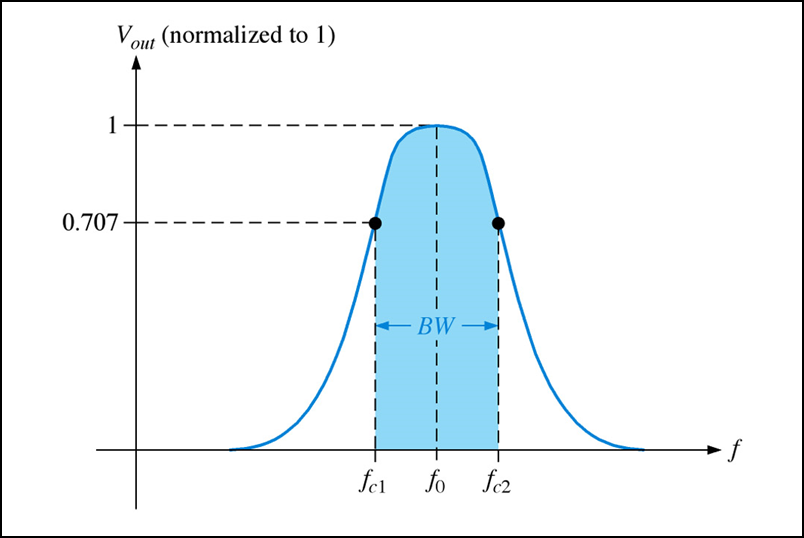 V_out (normalized to 1)
1
0.707
BW
f
f_c1 f_0 f_c2